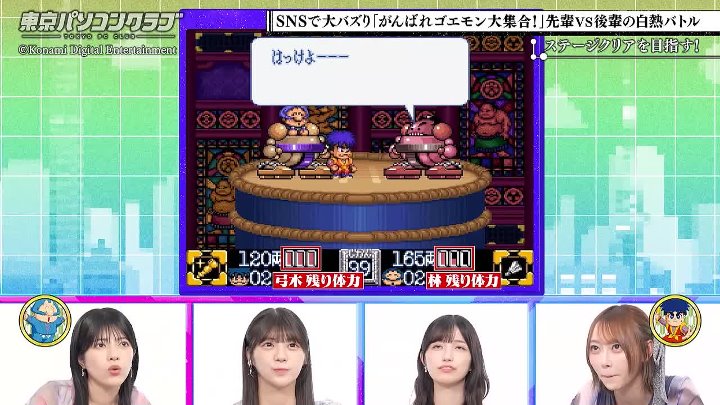 東京パソコンクラブ
TOKYO PC CLUB
©Konami Digital Entertainment
SNSで大バズり「がんばれゴエモン大集合!」先輩vs後輩の白熱バトル
ステージクリアを目指す!
はっけよーーー
120両
02
弓木 残り体力
99
165両
02
林 残り体力